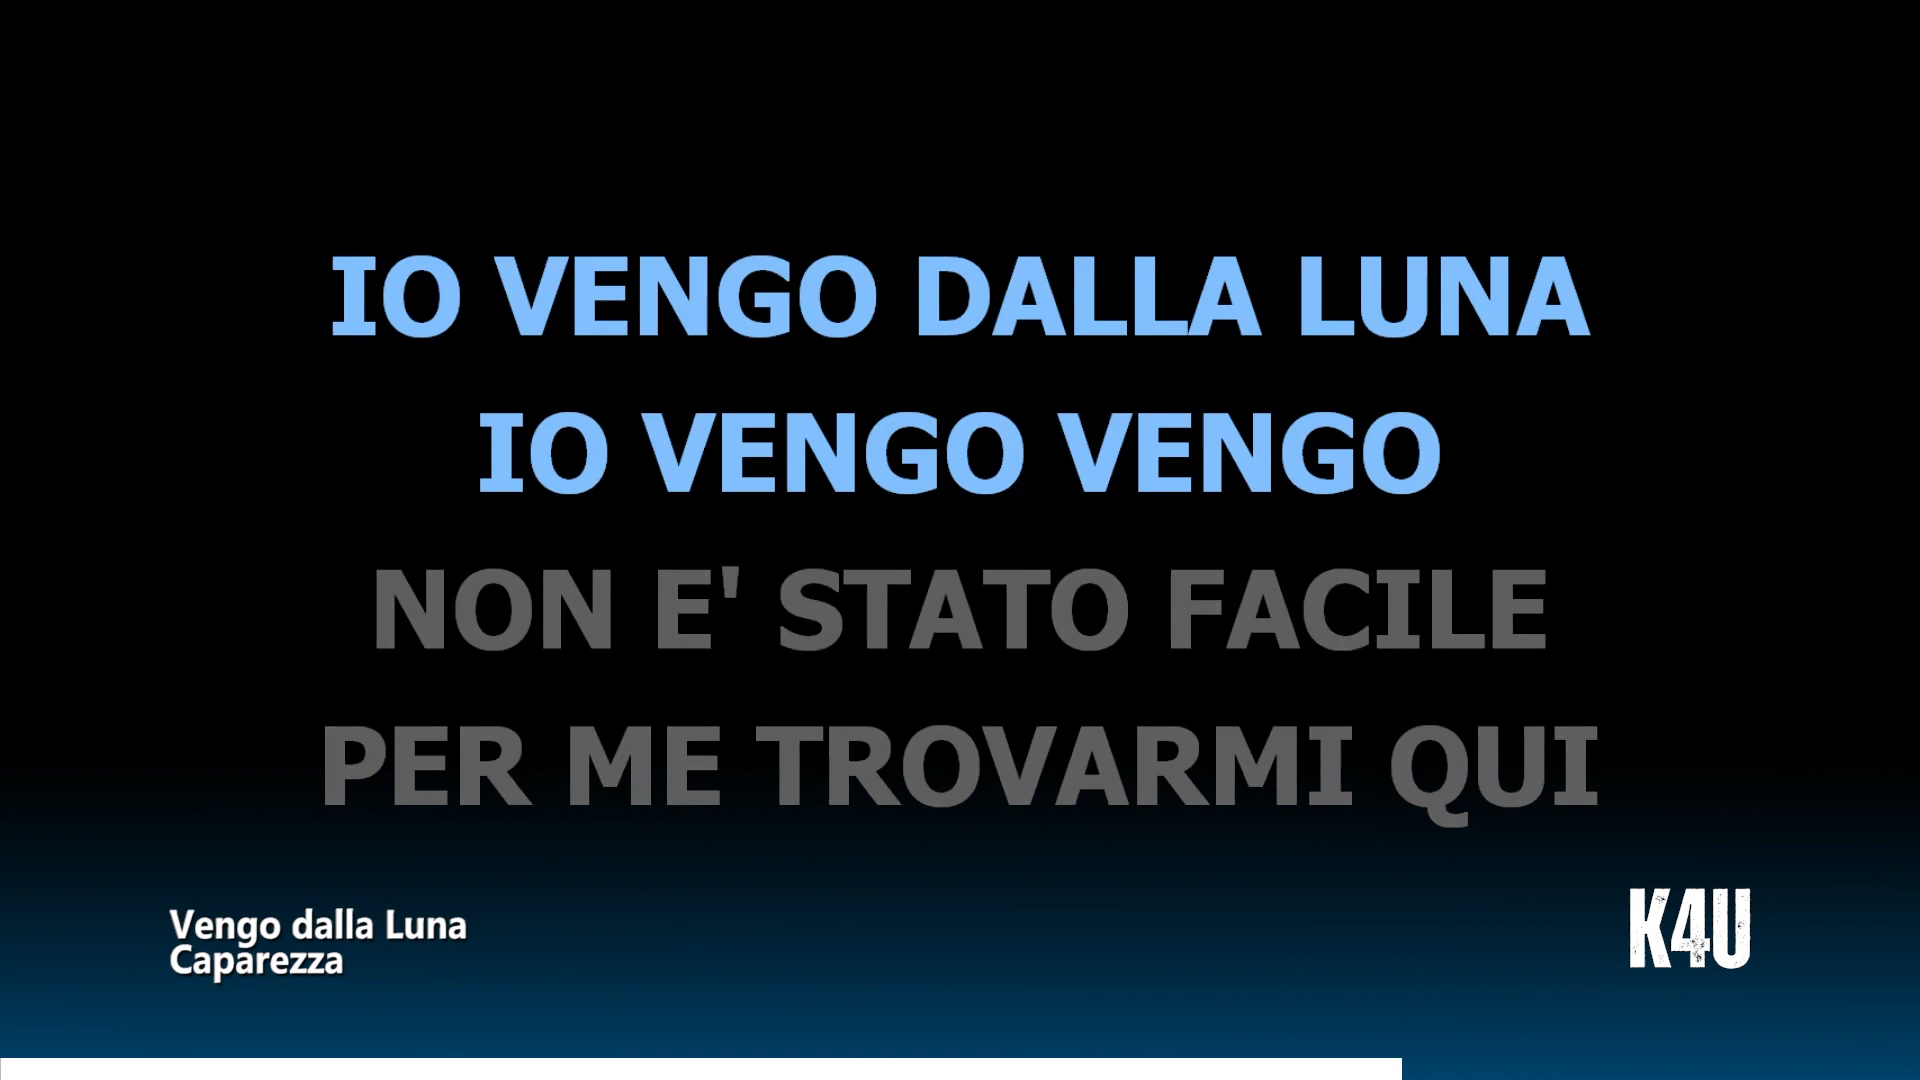 IO VENGO DALLA LUNA
IO VENGO VENGO
NON E' STATO FACILE
PER ME TROVARMI QUI
Vengo dalla Luna
Caparezza
K4U